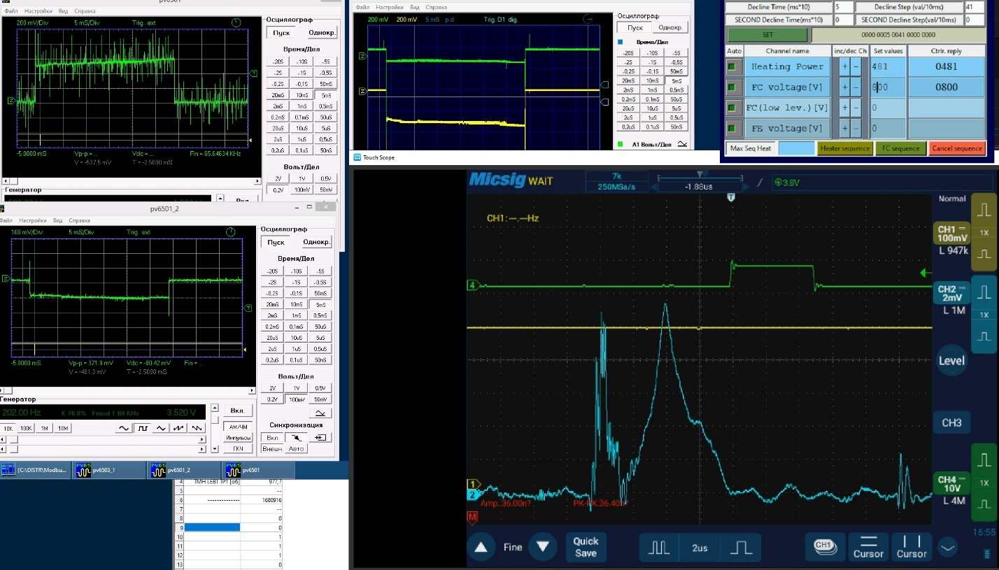 pv6501
Файл Настройки Вид Справка
200 mV/Div 5 mS/Div Trig. ext
-5.0000 mS Vp-p = ... Vdc = ... Fin = 65.64634 KHz
V = -537.5 mV T = -2.5000 mS
Осциллограф
Пуск Однокр.
Время/Дел
-20S -10S -5S
-2S -1S -0,5S
-0,2S -0,1S 50mS
20mS 10mS 5mS
2mS 1mS 0.5mS
0.2mS 0.1mS 50uS
20uS 10uS 5uS
2uS 1uS 0,5uS
0,2uS 0,1uS 50nS
Вольт/Дел
2V 1V 0.5V
0.2V 100mV 50mV
Генератор
Вкл.
Файл Настройки Вид Справка
200 mV 200 mV 5 mS p.d. Trig. D1 dig.
Осциллограф
Пуск Однокр.
Время/Дел
-20S -10S -5S
-2S -1S -0,5S
-0,2S -0,1S 50mS
20mS 10mS 5mS
2mS 1mS 0.5mS
0.2mS 0.1mS 50uS
20uS 10uS 5uS
2uS 1uS 0,5uS
0,2uS 0,1uS 50nS
A1 Вольт/Дел
Decline Time (ms*10) 5 Decline Step (val/10ms) 41
SECOND Decline Time(ms*10) 0 SECOND Decline Step(val/10ms) 0
SET 0000 0005 0041 0000 0000
Auto Channel name inc/dec Ch Set values Ctrlr. reply
Heating Power + - 481 0481
FC voltage[V] + - 800 0800
FC(low lev.)[V] + - 0
FE voltage[V] + - 0
Max Seq Heat Heater sequence FC sequence Cancel sequence
pv6501_2
Файл Настройки Вид Справка
100 mV/Div 5 mS/Div Trig. ext.
-5.0000 mS Vp-p = 371.9 mV Vdc = -80.42 mV Fin = ..
V = -481.3 mV T = -2.5000 mS
Осциллограф
Пуск Однокр.
Время/Дел
-20S -10S -5S
-2S -1S -0.5S
-0,2S -0,1S 50mS
20mS 10mS 5mS
2mS 1mS 0.5mS
0,2mS 0,1mS 50uS
20uS 10uS 5uS
2uS 1uS 0,5uS
0.2uS 0.1uS 50nS
Вольт/Дел
2V 1V 0.5V
0.2V 100mV 50mV
Синхронизация
Вкл.
Внешн. Авто
Генератор
202.00 Hz K 70.0% Fmod 1.00 KHz 3.520 V
Вкл.
10K 100K 1M 10M
АМ/ЧМ
Импульсы
ГКЧ
[C:\DISTR\Modbu... pv6503_1 pv6501_2 pv6501
4 ТМН LEBT ТР1 [об] 977,7
5 --
6 -------------- 1680916
7 --
8 0
9 0
10 1
11 1
12 1
13 0
Touch Scope
Micsig WAIT 7k 250MSa/s -1.88us 4 3.8V
T
CH1:---.---Hz
4
1
2
Amp.:36.00n? PK-PK:36.40n?
M
Normal
CH1 100mV 1X
L 947k
CH2 2mV
L 1M 1X
Level
CH3
CH4 10V 1X
L 4M
16:55
Fine Quick Save 2us CH1 Cursor Cursor